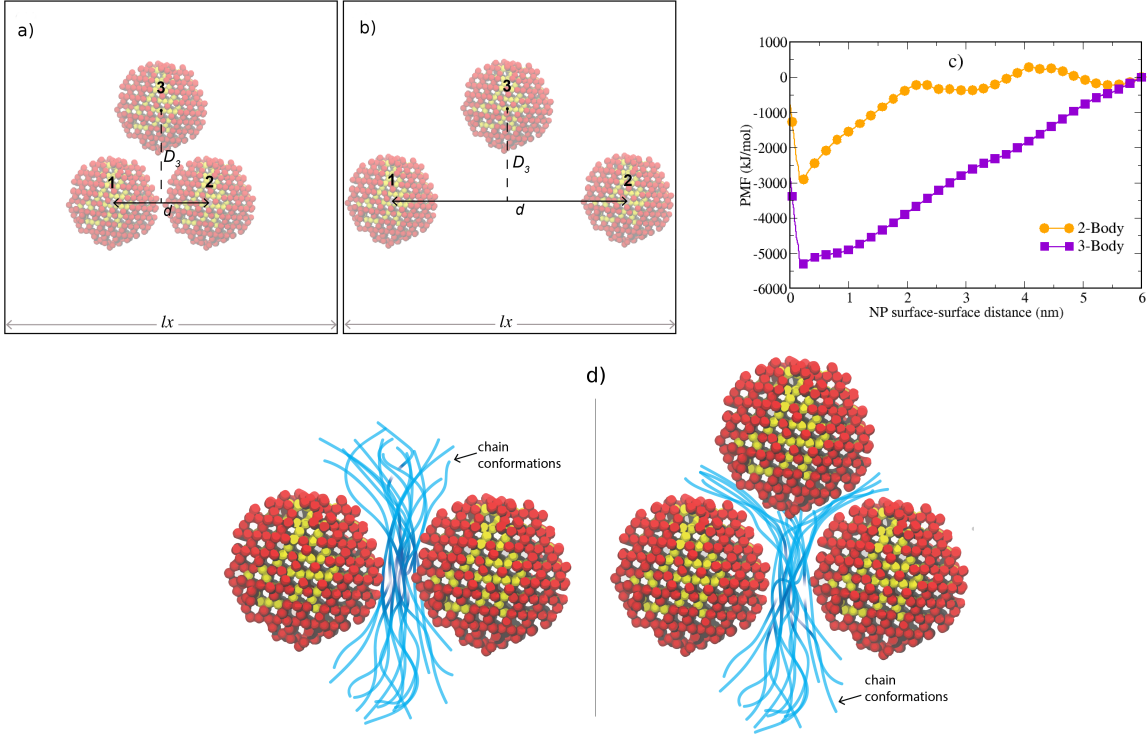 a)
3
D3
1
2
d
lx
b)
3
D3
1
2
d
lx
c)
1000
0
-1000
-2000
-3000
-4000
-5000
-6000
PMF (kJ/mol)
2-Body
3-Body
0 1 2 3 4 5 6
NP surface-surface distance (nm)
d)
chain
conformations
chain
conformations